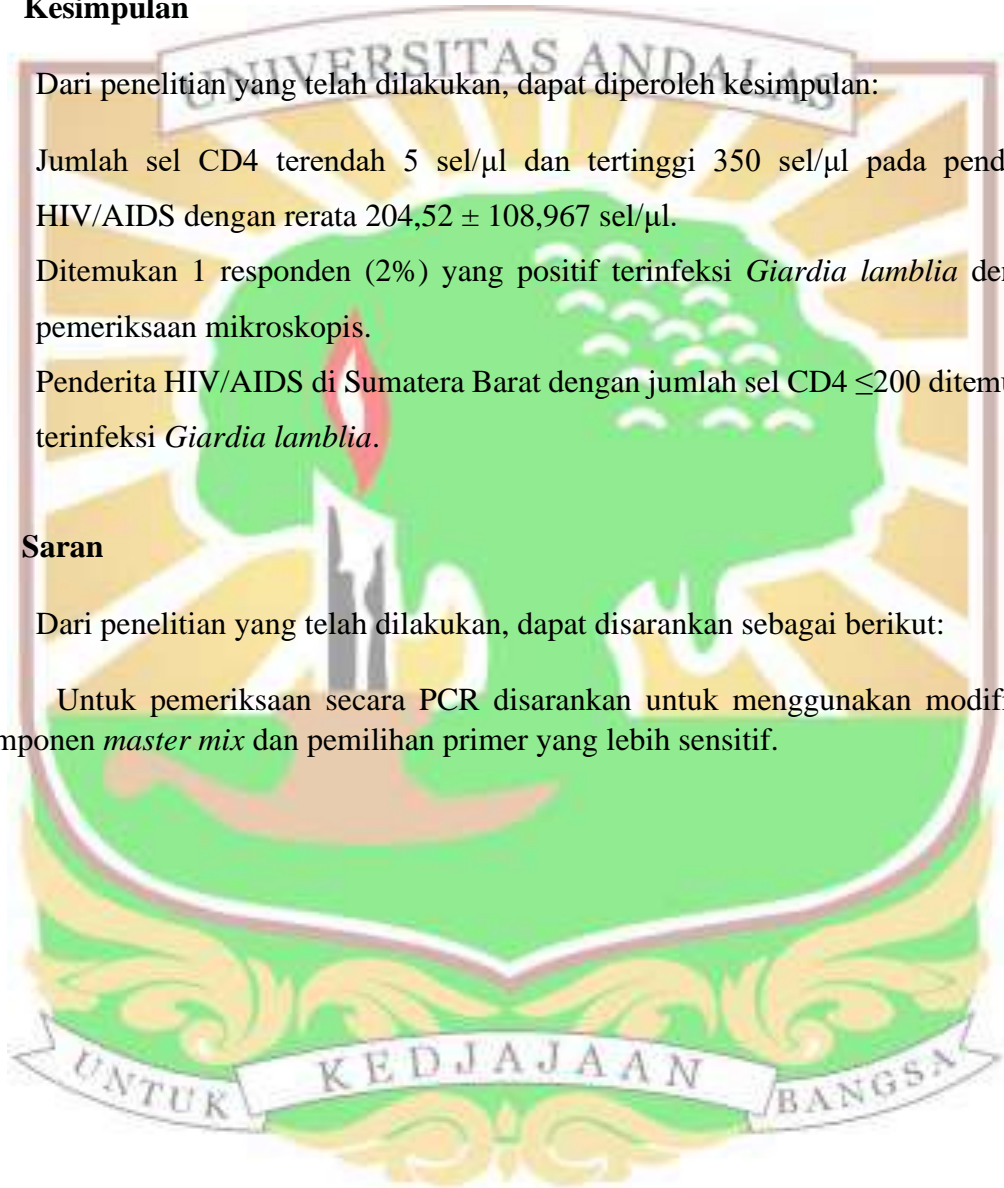 Kesimpulan
UNIVERSITAS ANDALAS
Dari penelitian yang telah dilakukan, dapat diperoleh kesimpulan:
Jumlah sel CD4 terendah 5 sel/μl dan tertinggi 350 sel/μl pada pend
HIV/AIDS dengan rerata 204,52 ± 108,967 sel/μl.
Ditemukan 1 responden (2%) yang positif terinfeksi Giardia lamblia den
pemeriksaan mikroskopis.
Penderita HIV/AIDS di Sumatera Barat dengan jumlah sel CD4 ≤200 ditemu
terinfeksi Giardia lamblia.
Saran
Dari penelitian yang telah dilakukan, dapat disarankan sebagai berikut:
Untuk pemeriksaan secara PCR disarankan untuk menggunakan modif
mponen master mix dan pemilihan primer yang lebih sensitif.
UNTUK KEDJAJAAN BANGSA